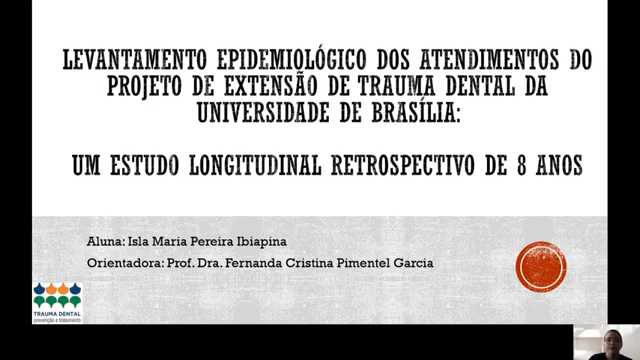 LEVANTAMENTO EPIDEMIOLÓGICO DOS ATENDIMENTOS DO
PROJETO DE EXTENSÃO DE TRAUMA DENTAL DA
UNIVERSIDADE DE BRASÍLIA:
UM ESTUDO LONGITUDINAL RETROSPECTIVO DE 8 ANOS
Aluna: Isla Maria Pereira Ibiapina
Orientadora: Prof. Dra. Fernanda Cristina Pimentel Garcia
TRAUMA DENTAL
prevenção e tratamento